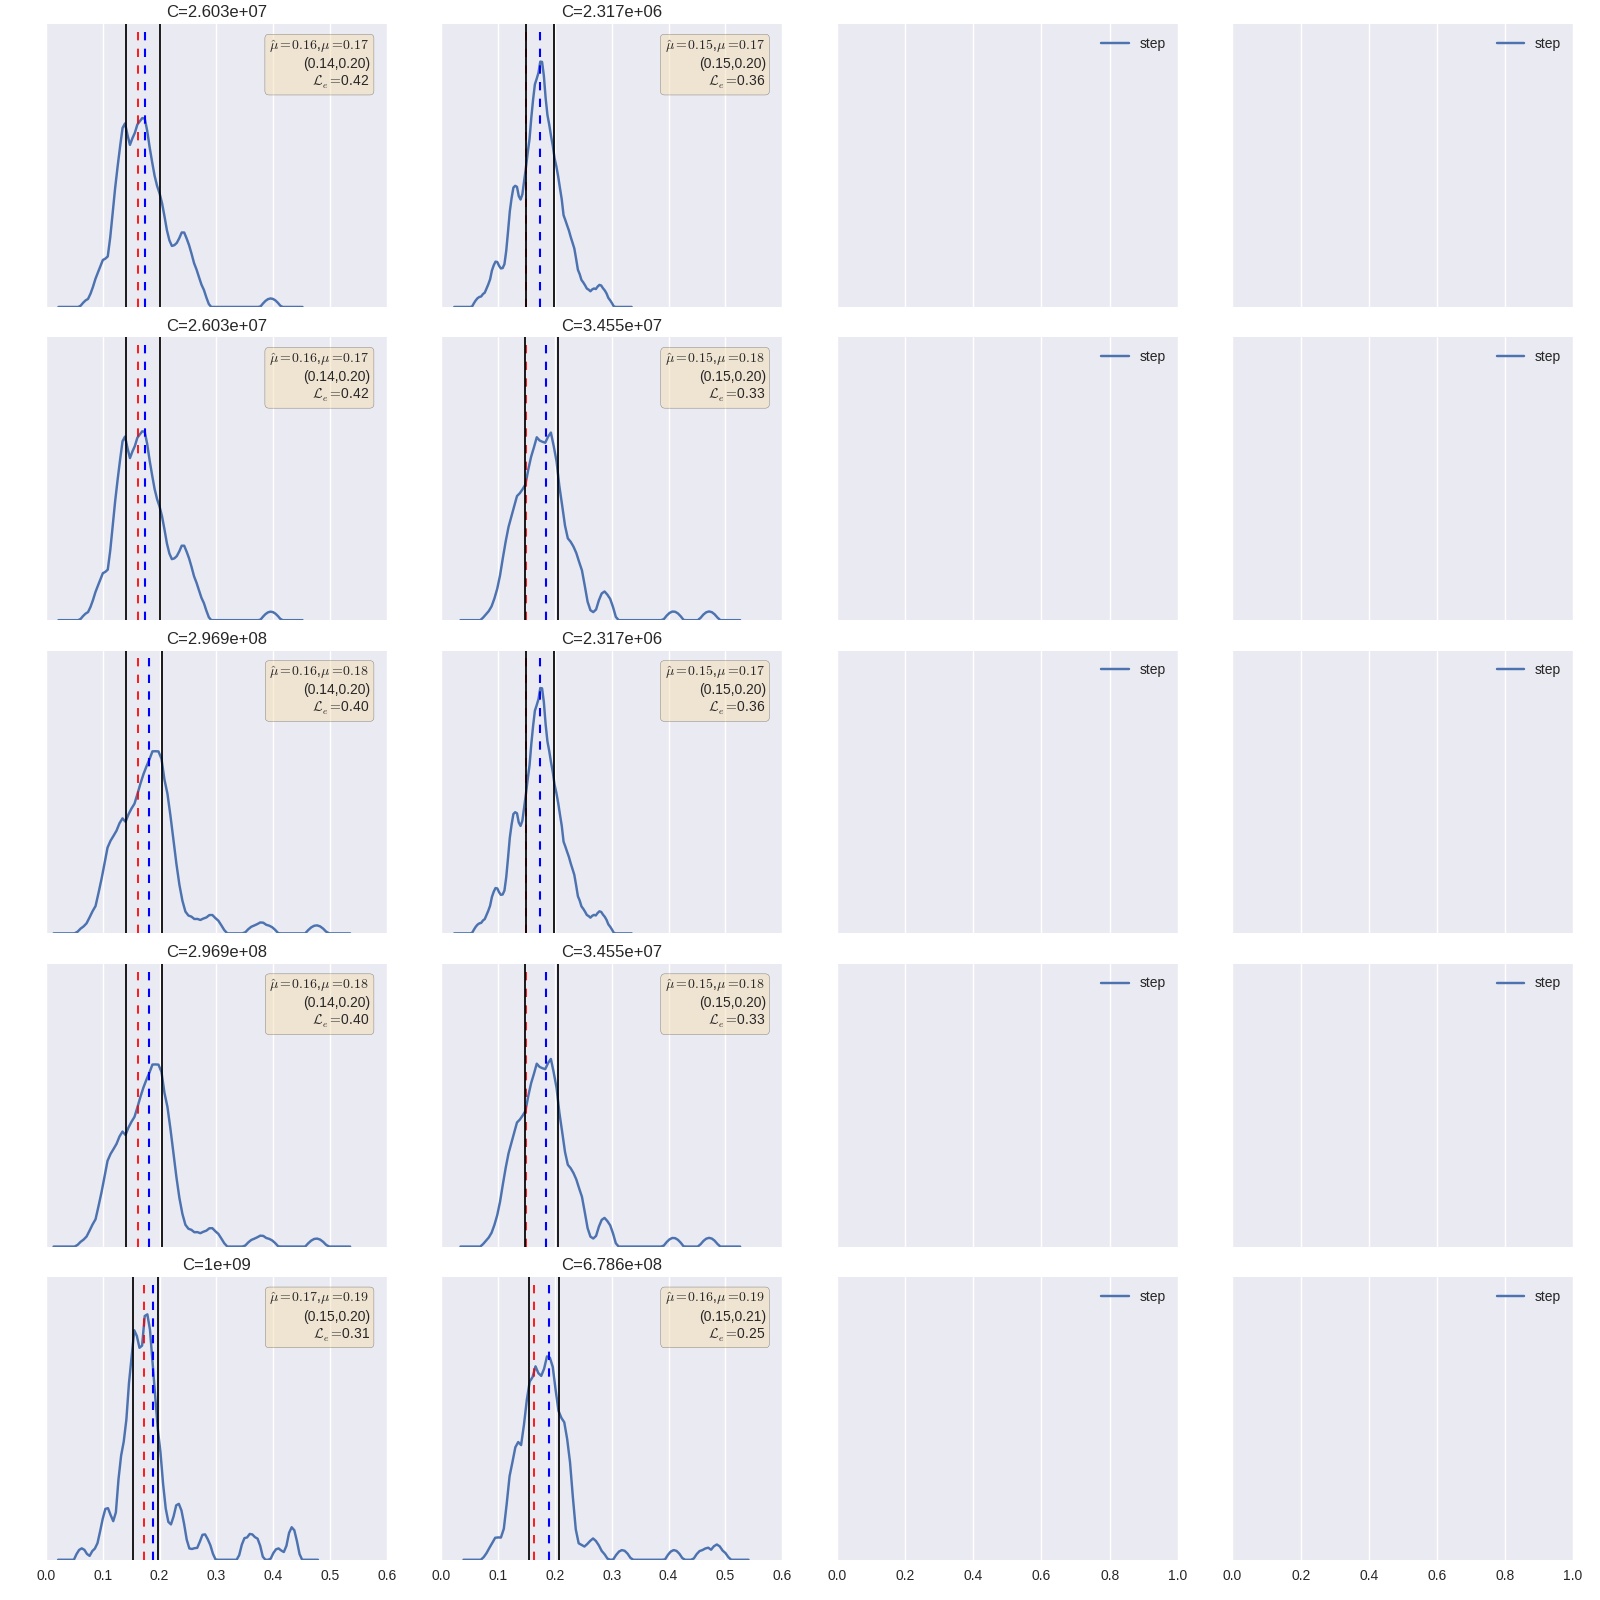 C=2.603e+07
μ̂=0.16,μ=0.17
(0.14,0.20)
ℒₑ=0.42
C=2.317e+06
μ̂=0.15,μ=0.17
(0.15,0.20)
ℒₑ=0.36
step
step
C=2.603e+07
μ̂=0.16,μ=0.17
(0.14,0.20)
ℒₑ=0.42
C=3.455e+07
μ̂=0.15,μ=0.18
(0.15,0.20)
ℒₑ=0.33
step
step
C=2.969e+08
μ̂=0.16,μ=0.18
(0.14,0.20)
ℒₑ=0.40
C=2.317e+06
μ̂=0.15,μ=0.17
(0.15,0.20)
ℒₑ=0.36
step
step
C=2.969e+08
μ̂=0.16,μ=0.18
(0.14,0.20)
ℒₑ=0.40
C=3.455e+07
μ̂=0.15,μ=0.18
(0.15,0.20)
ℒₑ=0.33
step
step
C=1e+09
μ̂=0.17,μ=0.19
(0.15,0.20)
ℒₑ=0.31
0.0 0.1 0.2 0.3 0.4 0.5 0.6
C=6.786e+08
μ̂=0.16,μ=0.19
(0.15,0.21)
ℒₑ=0.25
0.0 0.1 0.2 0.3 0.4 0.5 0.6
step
0.0 0.2 0.4 0.6 0.8 1.0
step
0.0 0.2 0.4 0.6 0.8 1.0